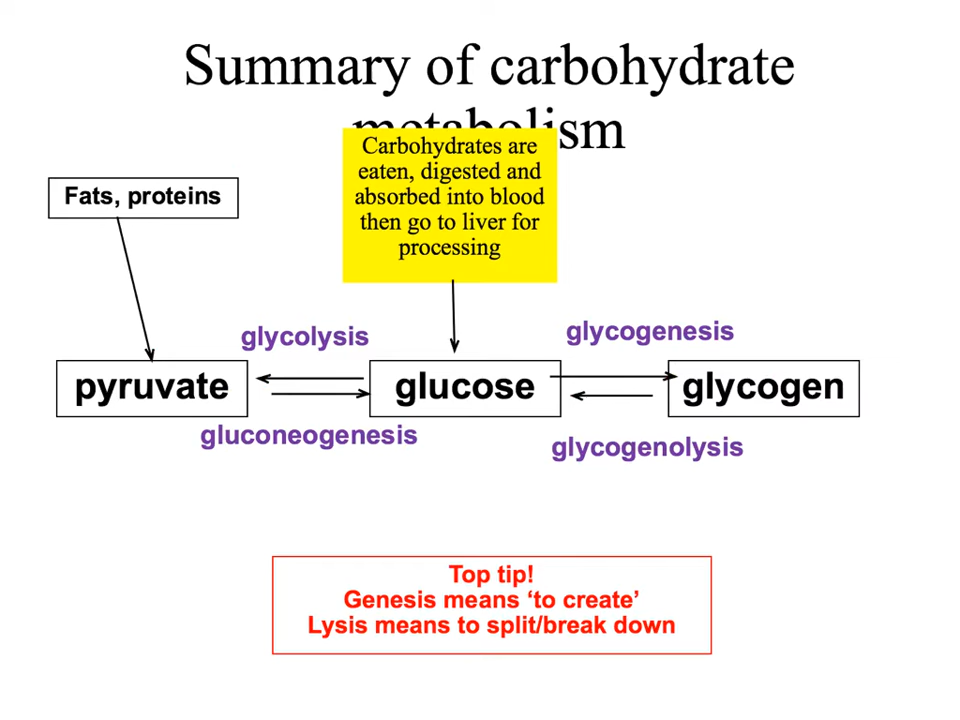 Summary of carbohydrate
metabolism
Carbohydrates are
eaten, digested and
absorbed into blood
then go to liver for
processing
Fats, proteins
glycolysis
glycogenesis
pyruvate
glucose
glycogen
gluconeogenesis
glycogenolysis
Top tip!
Genesis means ‘to create’
Lysis means to split/break down